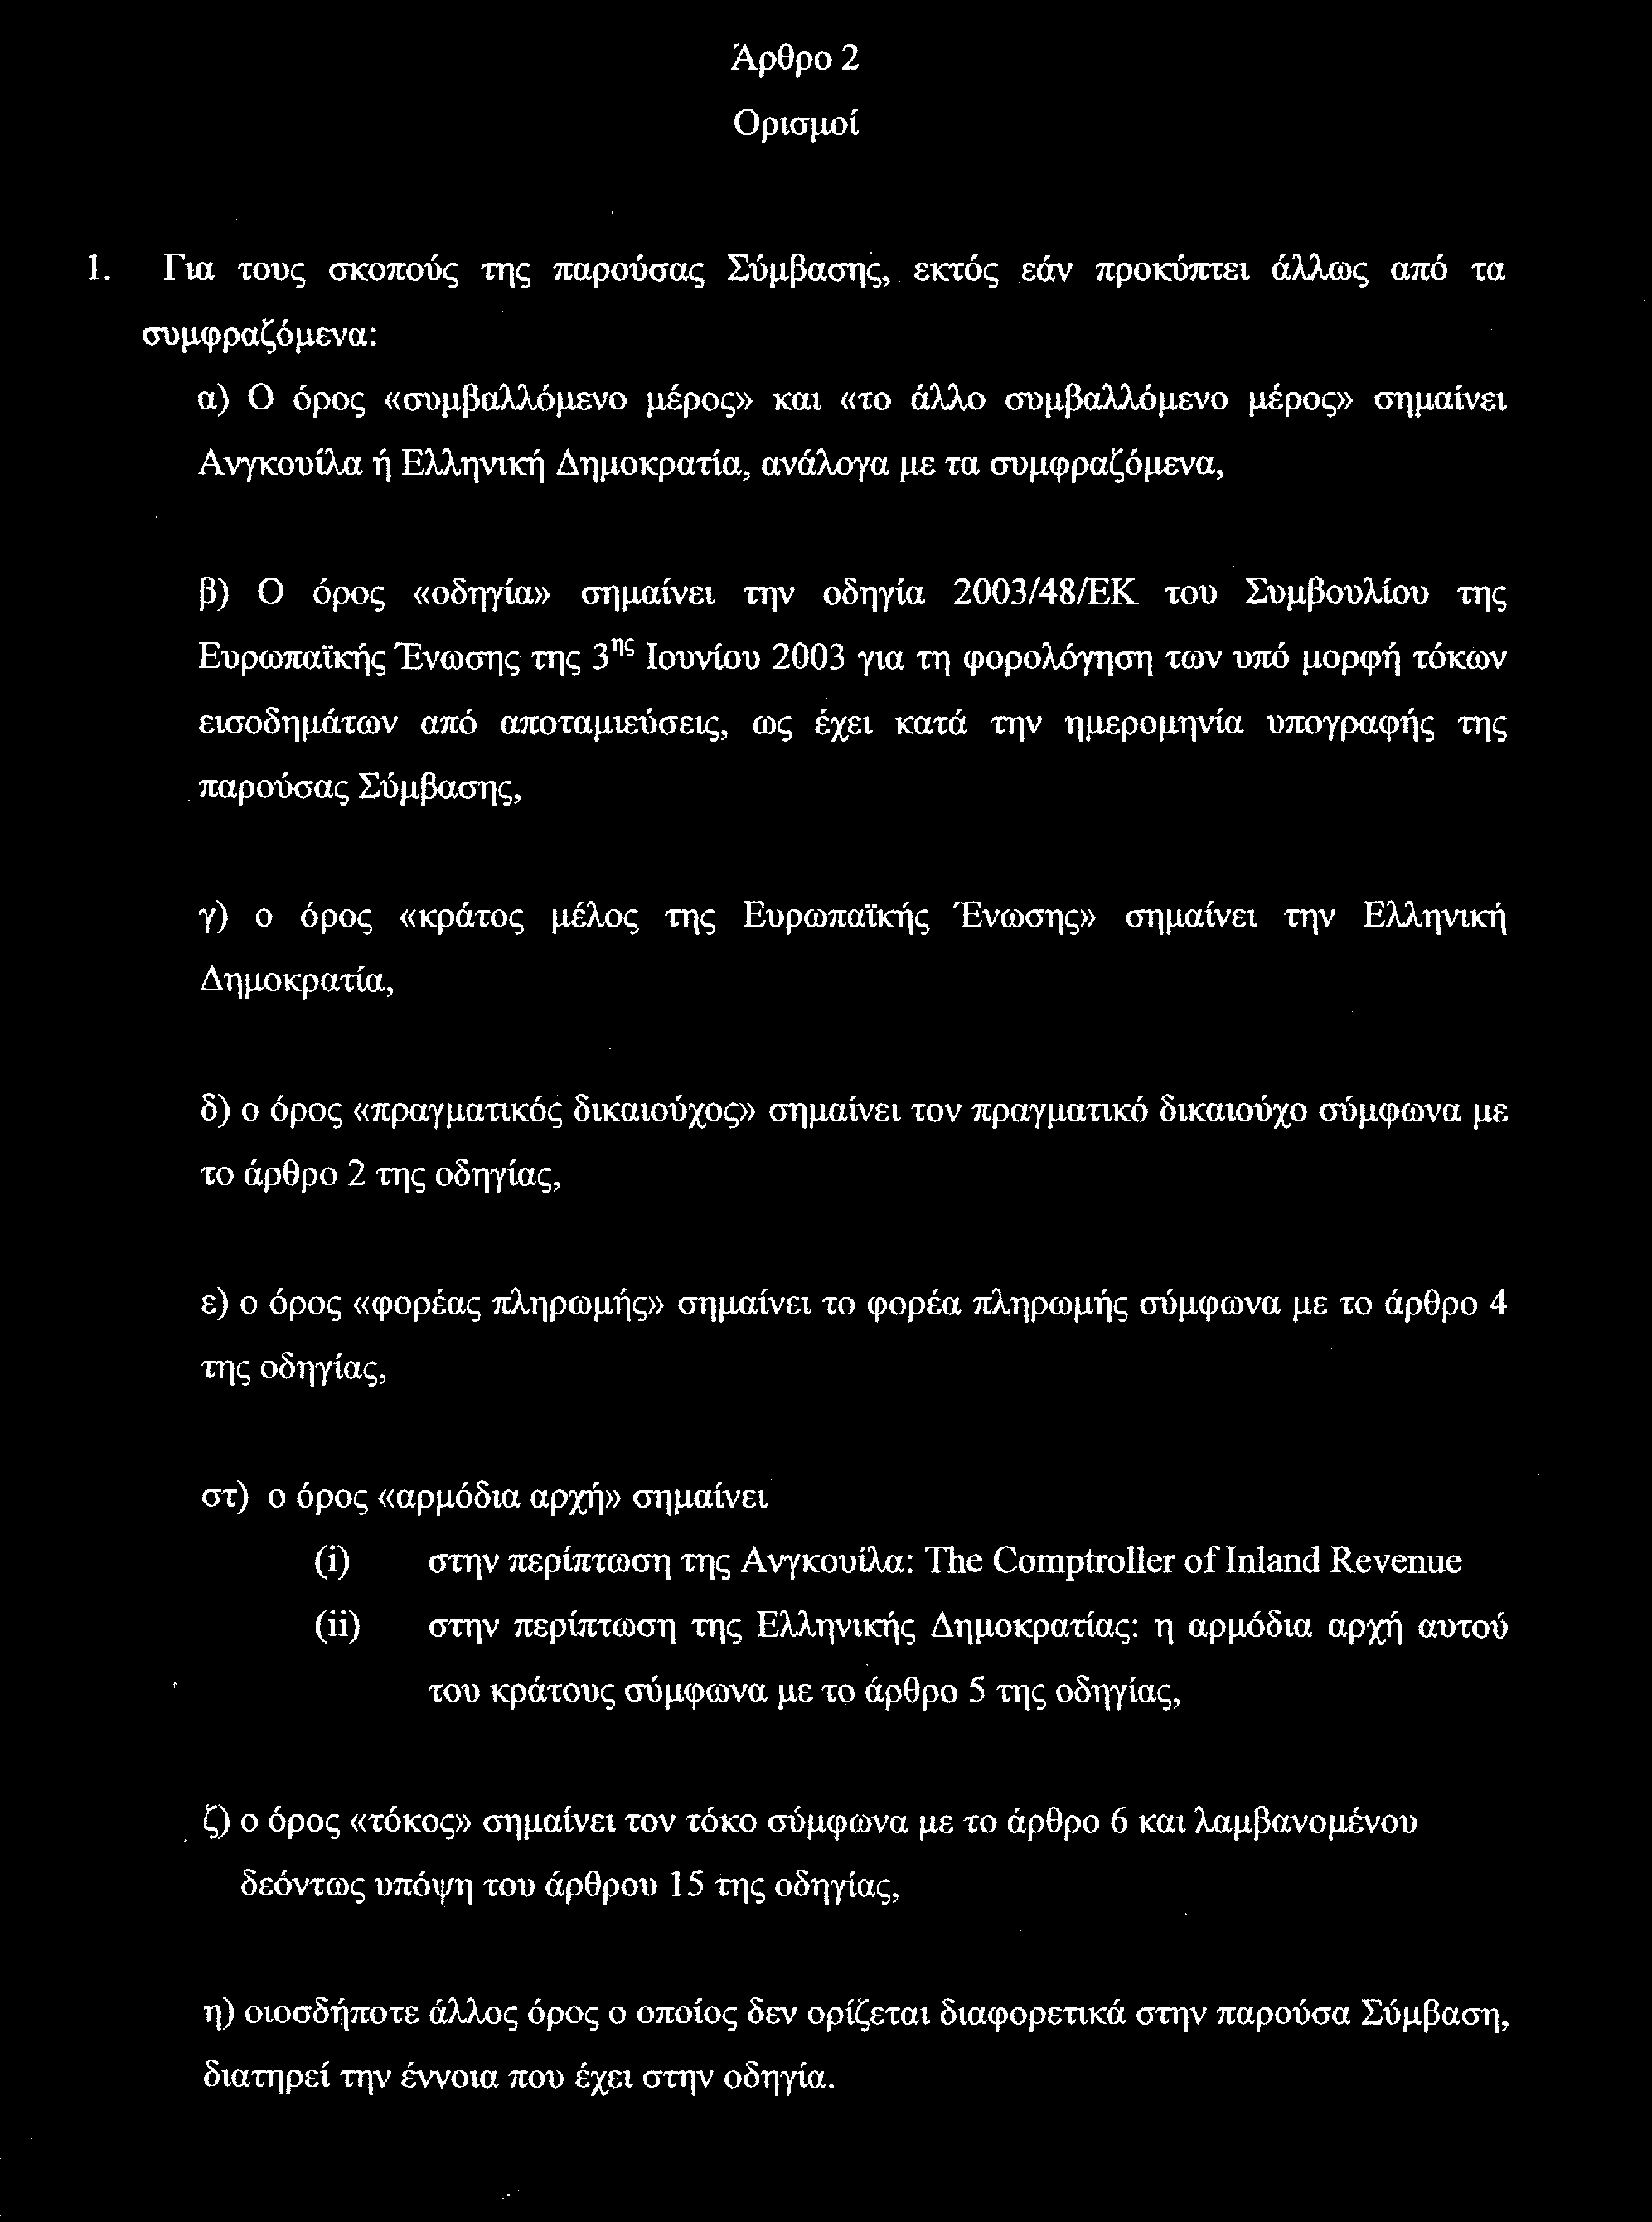 Άρθρο 2
Ορισμοί
1. Για τους σκοπούς της παρούσας Σύμβασης, εκτός εάν προκύπτει άλλως από τα
συμφραζόμενα:
α) Ο όρος «συμβαλλόμενο μέρος» και «το άλλο συμβαλλόμενο μέρος» σημαίνει
Ανγκουίλα ή Ελληνική Δημοκρατία, ανάλογα με τα συμφραζόμενα,
β) Ο όρος «οδηγία» σημαίνει την οδηγία 2003/48/ΕΚ του Συμβουλίου της
Ευρωπαϊκής Ένωσης της 3ης Ιουνίου 2003 για τη φορολόγηση των υπό μορφή τόκων
εισοδημάτων από αποταμιεύσεις, ως έχει κατά την ημερομηνία υπογραφής της
παρούσας Σύμβασης,
γ) ο όρος «κράτος μέλος της Ευρωπαϊκής Ένωσης» σημαίνει την Ελληνική
Δημοκρατία,
δ) ο όρος «πραγματικός δικαιούχος» σημαίνει τον πραγματικό δικαιούχο σύμφωνα με
το άρθρο 2 της οδηγίας,
ε) ο όρος «φορέας πληρωμής» σημαίνει το φορέα πληρωμής σύμφωνα με το άρθρο 4
της οδηγίας,
στ) ο όρος «αρμόδια αρχή» σημαίνει
(i) στην περίπτωση της Ανγκουίλα: The Comptroller of Inland Revenue
(ii) στην περίπτωση της Ελληνικής Δημοκρατίας: η αρμόδια αρχή αυτού
του κράτους σύμφωνα με το άρθρο 5 της οδηγίας,
ζ) ο όρος «τόκος» σημαίνει τον τόκο σύμφωνα με το άρθρο 6 και λαμβανομένου
δεόντως υπόψη του άρθρου 15 της οδηγίας,
η) οιοσδήποτε άλλος όρος ο οποίος δεν ορίζεται διαφορετικά στην παρούσα Σύμβαση,
διατηρεί την έννοια που έχει στην οδηγία.